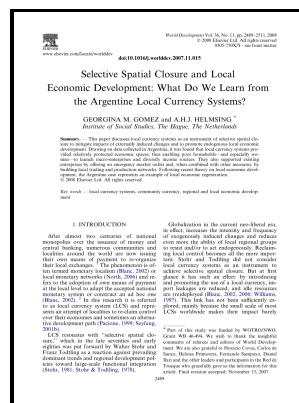 World Development Vol. 36, No. 11, pp. 2489–2511, 2008
© 2008 Elsevier Ltd. All rights reserved
0305-750X/$ - see front matter
www.elsevier.com/locate/worlddev
doi:10.1016/j.worlddev.2007.11.015
Selective Spatial Closure and Local
Economic Development: What Do We Learn from
the Argentine Local Currency Systems?
GEORGINA M. GOMEZ and A.H.J. HELMSING *
Institute of Social Studies, The Hague, The Netherlands
Summary. — This paper discusses local currency systems as an instrument of selective spatial closure to mitigate impacts of externally induced changes and to promote endogenous local economic
development. Drawing on data collected in Argentina, it was found that local currency systems provided relatively protected economic spaces, thus enabling poor households—and especially women—to launch micro-enterprises and diversify income sources. They also supported existing
enterprises by offering an emergent market outlet and, when combined with other measures, by
building local trading and production networks. Following recent theory on local economic development, the Argentine case represents an example of local economic regeneration.
© 2008 Elsevier Ltd. All rights reserved.
Key words — local currency systems, community currency, regional and local economic development
1. INTRODUCTION
After almost two centuries of national
monopolies over the issuance of money and
central banking, numerous communities and
localities around the world are now issuing
their own means of payment to re-organize
their local exchanges. The phenomenon is often termed monetary localism (Blanc, 2002) or
local monetary networks (North, 2006) and refers to the adoption of own means of payment
at the local level to adapt the accepted national
monetary system or construct an ad hoc one
(Blanc, 2002). In this research it is referred
to as local currency system (LCS) and represents an attempt of localities to re-claim control
over their economies and sometimes an alternative development path (Pacione, 1999; Seyfang,
2001b).
LCS resonates with "selective spatial closure," which in the late seventies and early
eighties was put forward by Walter Stohr and
Franz Todtling as a reaction against prevailing
dominant trends and regional development policies toward large-scale functional integration
(Stohr, 1981; Stohr & Todtling, 1978).
Globalization in the current neo-liberal era,
in effect, increases the intensity and frequency
of exogenously induced changes and reduces
even more the ability of local regional groups
to resist and/or to act endogenously. Reclaiming local control becomes all the more important. Stohr and Todtling did not consider
local currency systems as an instrument to
achieve selective spatial closure. But at first
glance it has such an effect: by introducing
and promoting the use of a local currency, import leakages are reduced, and idle resources
are (re)deployed (Blanc, 2002, 2006; Williams,
1997). This link has not been sufficiently explored, mainly because the small scale of most
LCSs worldwide makes their impact barely
* Part of this study was funded by WOTRO/NWO,
Grant WB 46-494. We wish to thank the insightful
comments of referees and editors of World Development. We are also grateful to Horacio Covas, Carlos de
Sanzo, Heloisa Primavera, Fernando Sampayo, Daniel
Ilari and the other leaders and participants in the Red de
Trueque who generally gave us the information for this
article. Final revision accepted: November 13, 2007.
2489